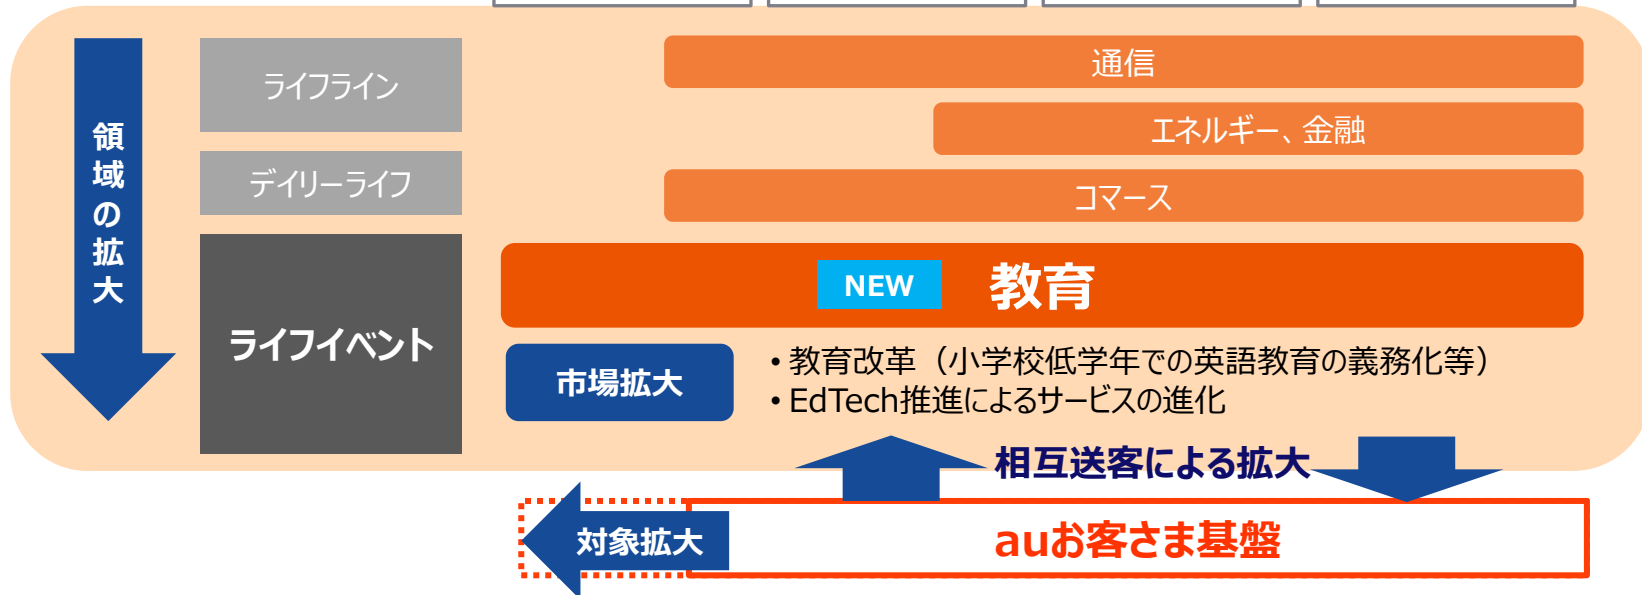 領域の拡大
ライフライン
通信
エネルギー、金融
デイリーライフ
コマース
ライフイベント
NEW 教育
市場拡大
・教育改革（小学校低学年での英語教育の義務化等）
・EdTech推進によるサービスの進化
相互送客による拡大
対象拡大
auお客さま基盤